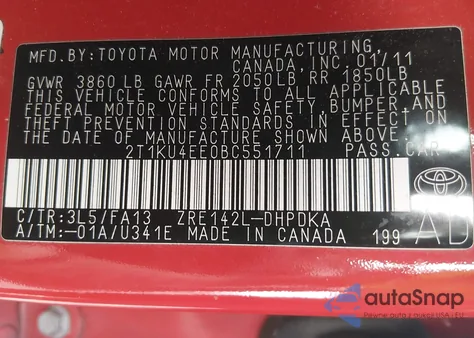 MFD.BY:TOYOTA MOTOR MANUFACTURING,
CANADA,INC.01/11
GVWR 3860LB GAWR FR 2050LB,RR 1850LB
THIS VEHICLE CONFORMS TO ALL APPLICABLE
FEDERAL MOTOR VEHICLE SAFETY,BUMPER,AND
THEFT PREVENTION STANDARDS IN EFFECT ON
THE DATE OF MANUFACTURE SHOWN ABOVE.
2T1KU4EE0BC551711 PASS.CAR
C/TR:3L5/FA13 ZRE142L-DHPDKA
A/TM:-01A/U341E MADE IN CANADA 199
AD
TOYOTA
autoSnap